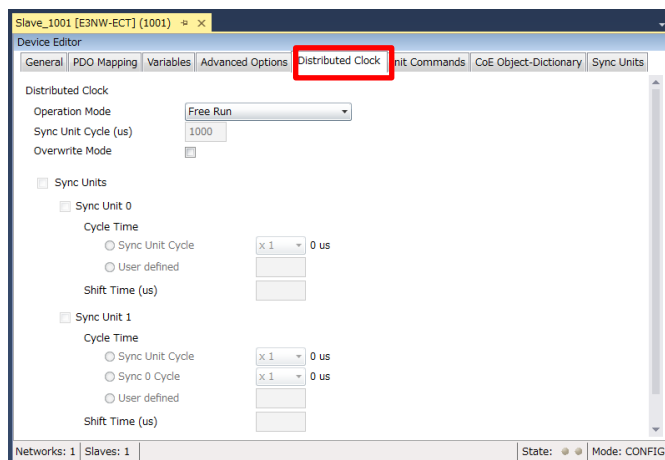 Slave_1001 [E3NW-ECT] (1001)
Device Editor
General PDO Mapping Variables Advanced Options Distributed Clock nit Commands CoE Object-Dictionary Sync Units
Distributed Clock
Operation Mode Free Run
Sync Unit Cycle (us) 1000
Overwrite Mode
Sync Units
Sync Unit 0
Cycle Time
Sync Unit Cycle x 1 0 us
User defined
Shift Time (us)
Sync Unit 1
Cycle Time
Sync Unit Cycle x 1 0 us
Sync 0 Cycle x 1 0 us
User defined
Shift Time (us)
Networks: 1 Slaves: 1 State: Mode: CONFIG